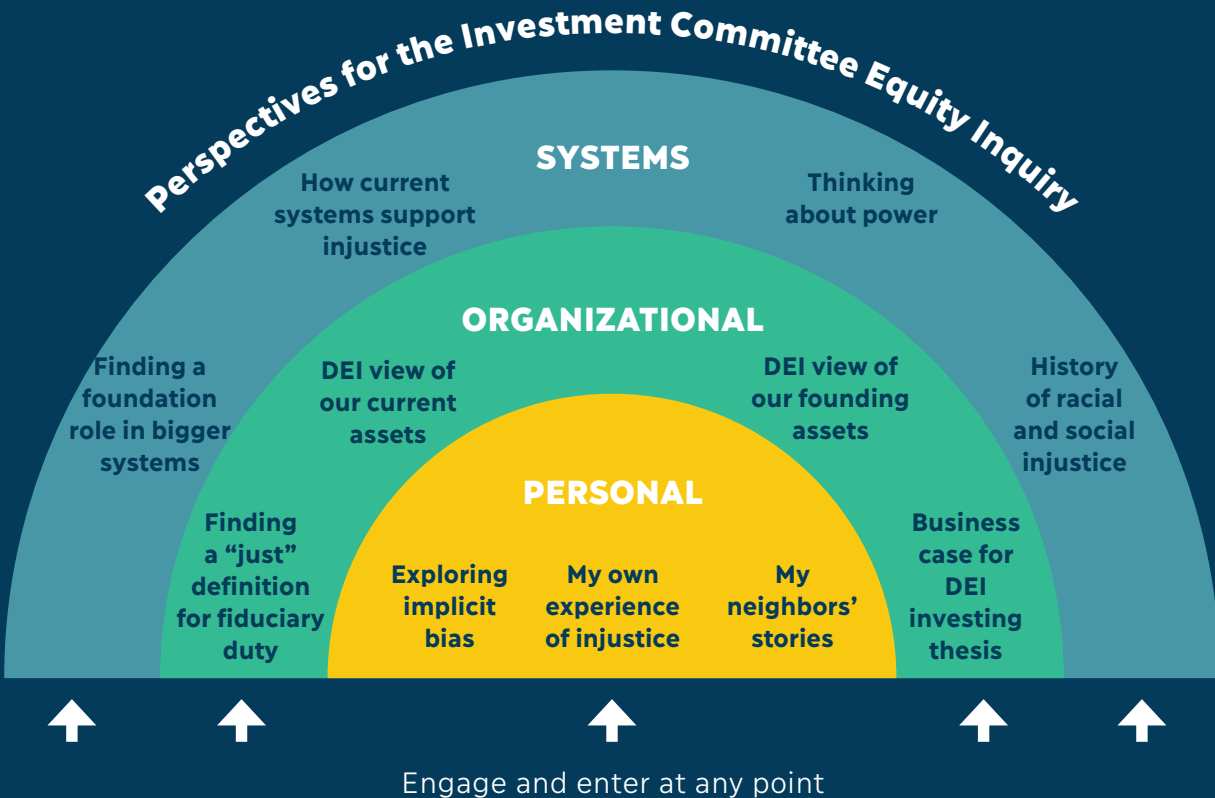 Perspectives for the Investment Committee Equity Inquiry
SYSTEMS
How current
systems support
injustice
Thinking
about power
Finding a
foundation
role in bigger
systems
History
of racial
and social
injustice
ORGANIZATIONAL
DEI view of
our current
assets
DEI view of
our founding
assets
Finding
a “just”
definition
for fiduciary
duty
Business
case for
DEI
investing
thesis
PERSONAL
Exploring
implicit
bias
My own
experience
of injustice
My
neighbors’
stories
Engage and enter at any point